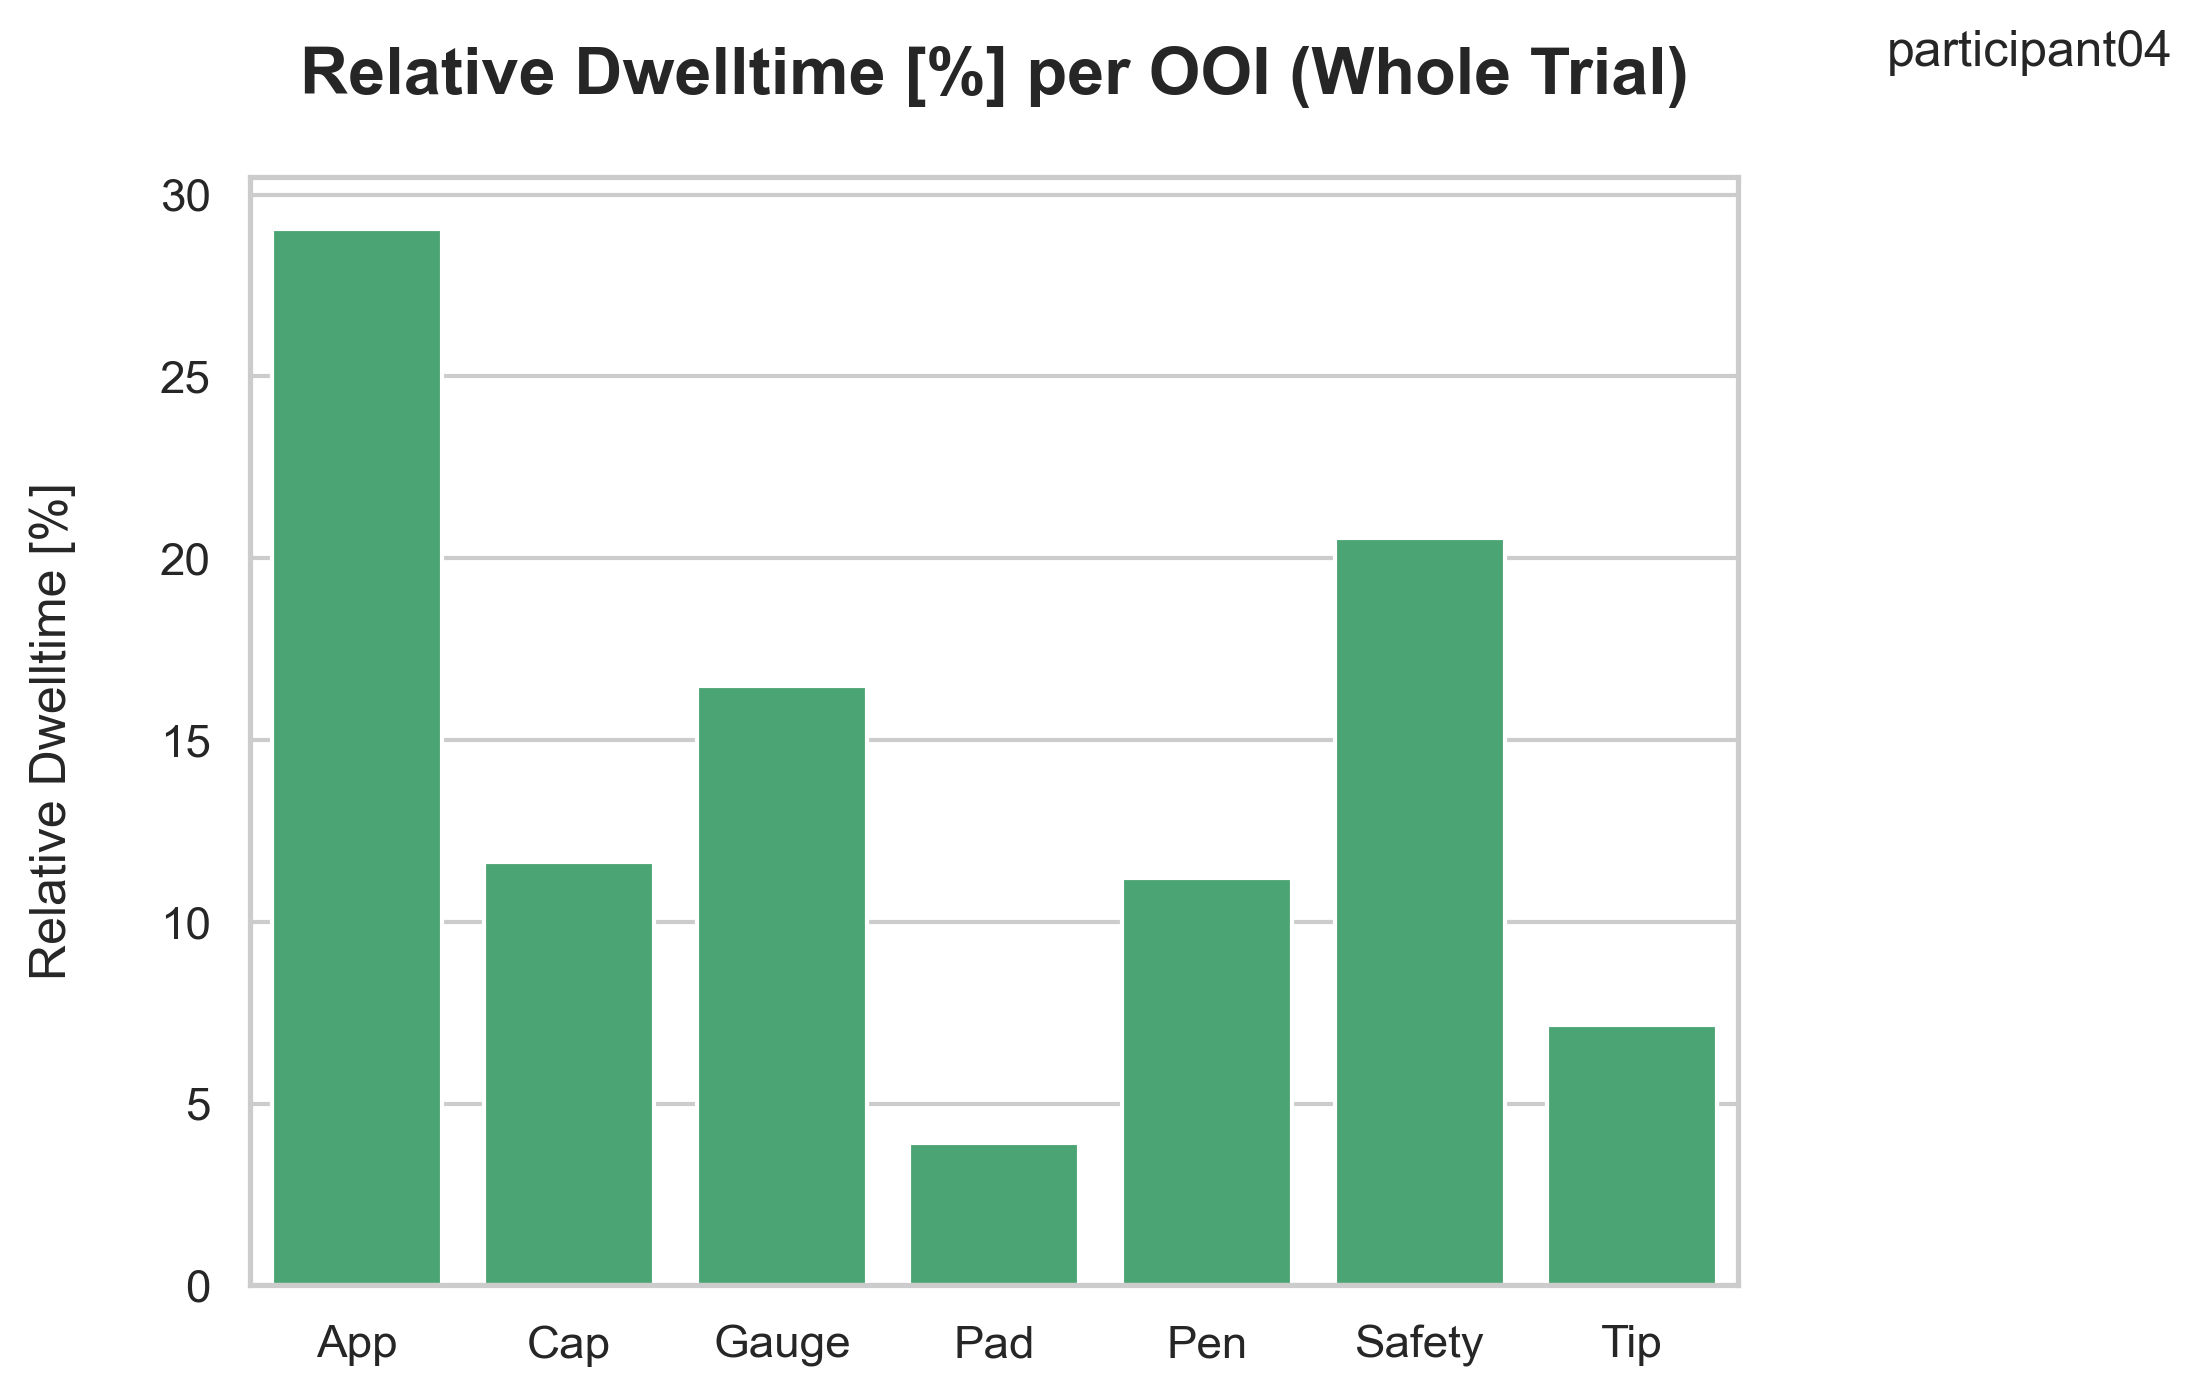 participant04
Relative Dwelltime [%] per OOI (Whole Trial)
Relative Dwelltime [%]
30
25
20
15
10
5
0
App Cap Gauge Pad Pen Safety Tip